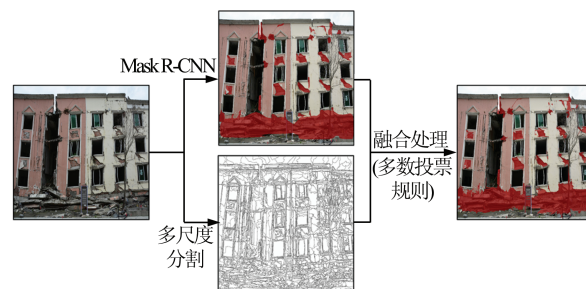 Mask R-CNN
多尺度
分割
融合处理
(多数投票
规则)